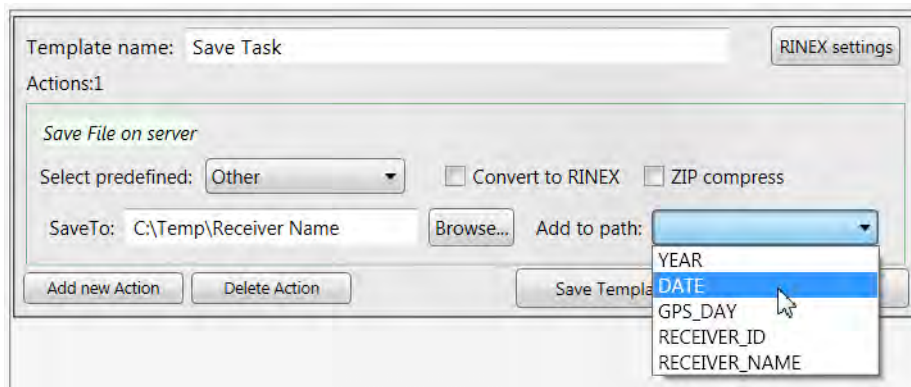 Template name: Save Task RINEX settings
Actions:1
Save File on server
Select predefined: Other Convert to RINEX ZIP compress
SaveTo: C:\Temp\Receiver Name Browse... Add to path:
YEAR
Add new Action Delete Action Save Templa DATE
GPS_DAY
RECEIVER_ID
RECEIVER_NAME